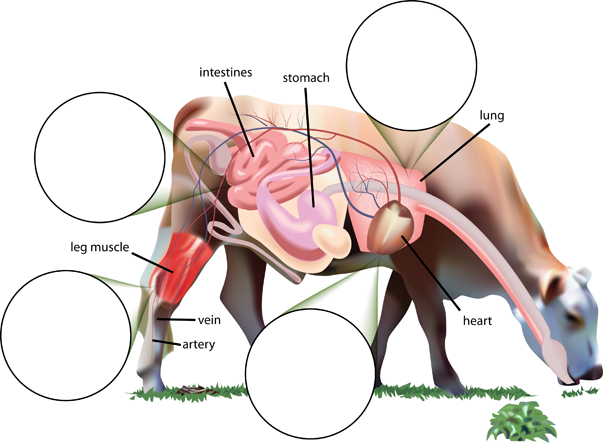 intestines
stomach
lung
leg muscle
vein
heart
artery